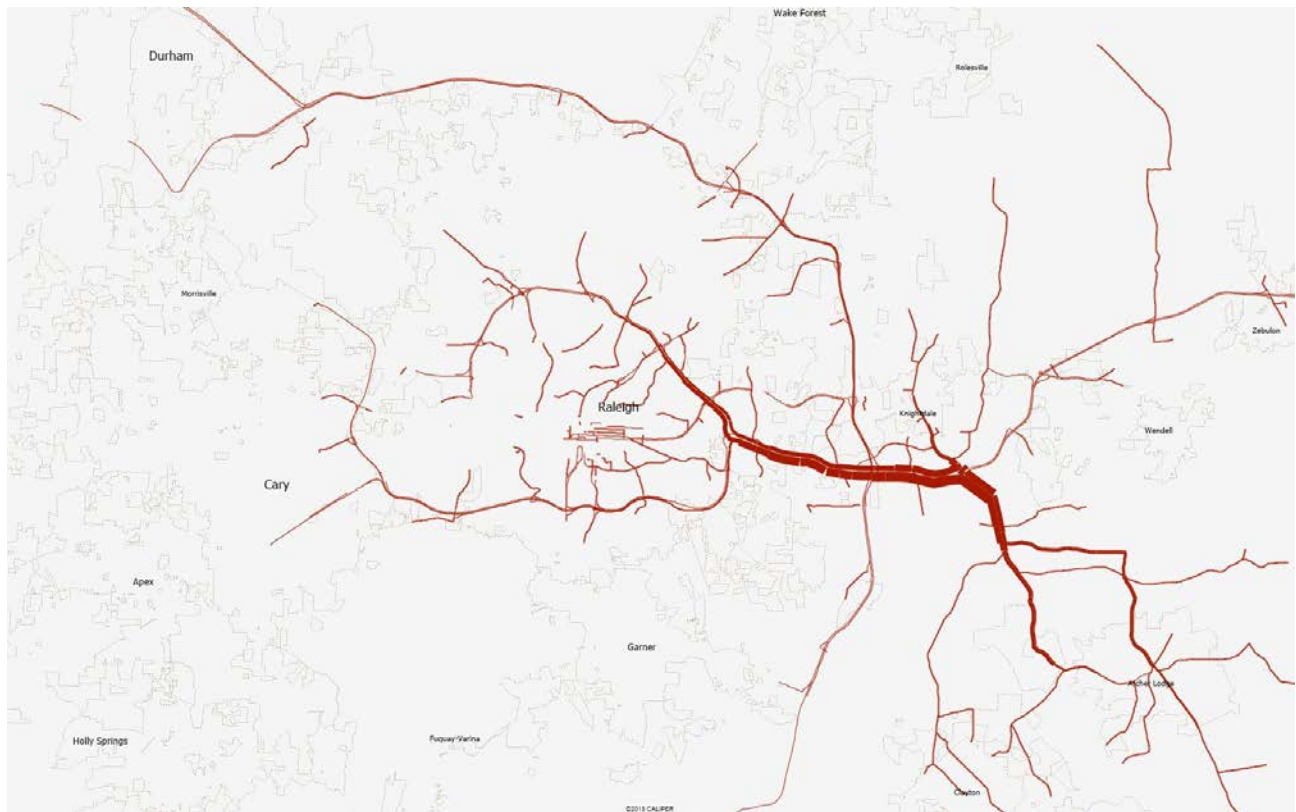 Wake Forest
Durham
Rolesville
Morrisville
Zebulon
Raleigh
Knightdale
Wendell
Cary
Apex
Garner
Archer Lodge
Fuquay-Varina
Holly Springs
Clayton
©2018 CALIPER